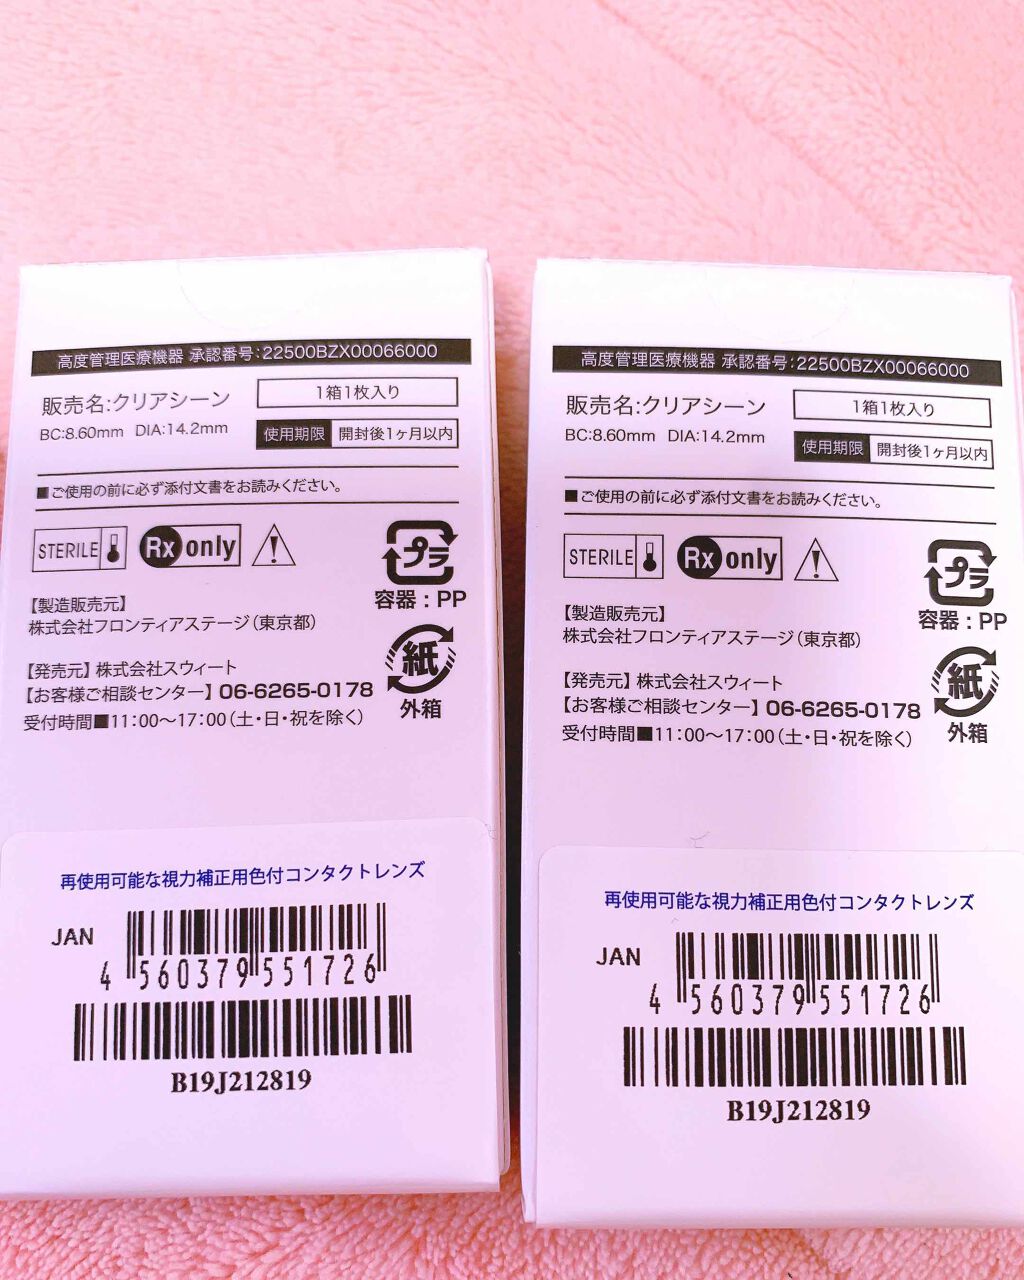 高度管理医療機器 承認番号:22500BZX00066000
販売名:クリアシーン
1箱1枚入り
BC:8.60mm DIA:14.2mm
使用期限 開封後1ヶ月以内
■ご使用の前に必ず添付文書をお読みください。
STERILE
Rx only
プラ
容器:PP
【製造販売元】
株式会社フロンティアステージ(東京都)
紙
外箱
【発売元】株式会社スウィート
【お客様ご相談センター】06-6265-0178
受付時間■11:00〜17:00(土・日・祝を除く)
再使用可能な視力補正用色付コンタクトレンズ
JAN
4 560379 551726
B19J212819
高度管理医療機器 承認番号:22500BZX00066000
販売名:クリアシーン
1箱1枚入り
BC:8.60mm DIA:14.2mm
使用期限 開封後1ヶ月以内
■ご使用の前に必ず添付文書をお読みください。
STERILE
Rx only
プラ
容器:PP
【製造販売元】
株式会社フロンティアステージ(東京都)
紙
外箱
【発売元】株式会社スウィート
【お客様ご相談センター】06-6265-0178
受付時間■11:00〜17:00(土・日・祝を除く)
再使用可能な視力補正用色付コンタクトレンズ
JAN
4 560379 551726
B19J212819